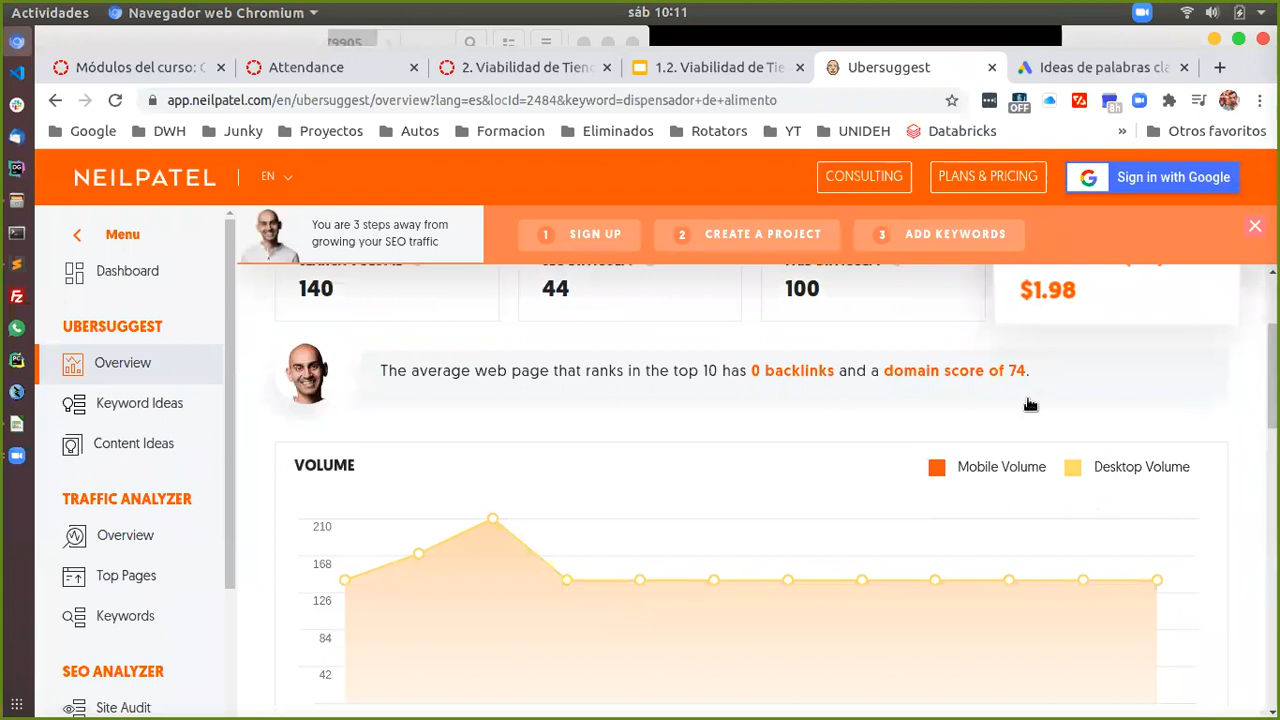 Actividades
Navegador web Chromium
sáb 10:11
79905
Módulos del curso: C
Attendance
2. Viabilidad de Tien
1.2. Viabilidad de Tie
Ubersuggest
Ideas de palabras cla
app.neilpatel.com/en/ubersuggest/overview?lang=es&locId=2484&keyword=dispensador+de+alimento
OFF
8h
Google
DWH
Junky
Proyectos
Autos
Formacion
Eliminados
Rotators
YT
UNIDEH
Databricks
»
Otros favoritos
NEILPATEL
EN
CONSULTING
PLANS & PRICING
Sign in with Google
You are 3 steps away from
growing your SEO traffic
1 SIGN UP
2 CREATE A PROJECT
3 ADD KEYWORDS
Menu
Dashboard
UBERSUGGEST
Overview
Keyword Ideas
Content Ideas
TRAFFIC ANALYZER
Overview
Top Pages
Keywords
SEO ANALYZER
Site Audit
140
44
100
$1.98
The average web page that ranks in the top 10 has 0 backlinks and a domain score of 74.
VOLUME
Mobile Volume
Desktop Volume
210
168
126
84
42